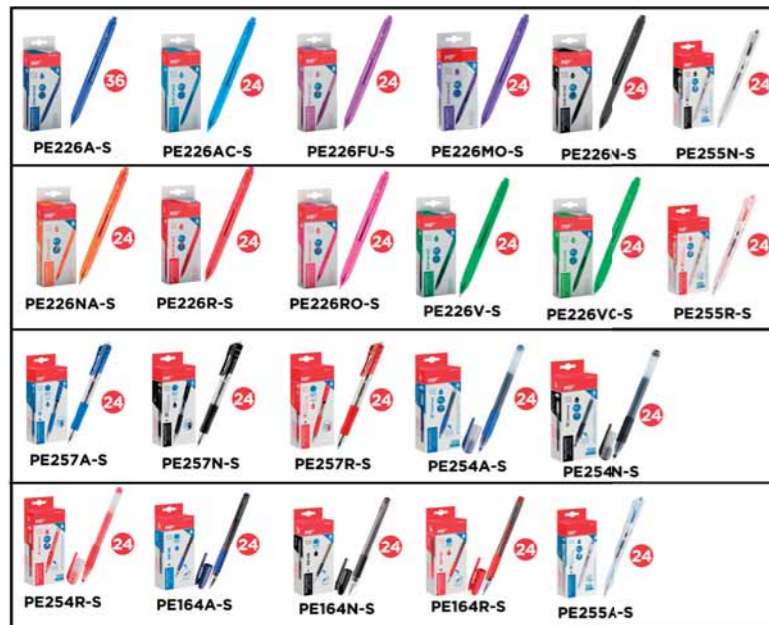 36
24
24
24
24
24
PE226A-S
PE226AC-S
PE226FU-S
PE226MO-S
PE226N-S
PE255N-S
24
24
24
24
24
24
PE226NA-S
PE226R-S
PE226RO-S
PE226V-S
PE226VC-S
PE255R-S
24
24
24
24
24
PE257A-S
PE257N-S
PE257R-S
PE254A-S
PE254N-S
24
24
24
24
24
PE254R-S
PE164A-S
PE164N-S
PE164R-S
PE255A-S